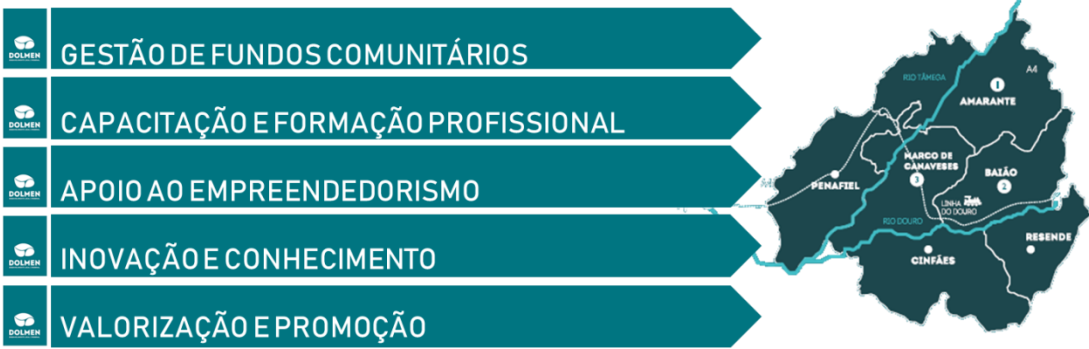 DOLMEN
GESTÃO DE FUNDOS COMUNITÁRIOS
DOLMEN
CAPACITAÇÃO E FORMAÇÃO PROFISSIONAL
DOLMEN
APOIO AO EMPREENDEDORISMO
DOLMEN
INOVAÇÃO E CONHECIMENTO
DOLMEN
VALORIZAÇÃO E PROMOÇÃO
RIO TÂMEGA
A4
1
AMARANTE
MARCO DE
CANAVESES
3
BAIÃO
2
PENAFIEL
A4
LINHA
DO DOURO
RIO DOURO
RESENDE
CINFÃES